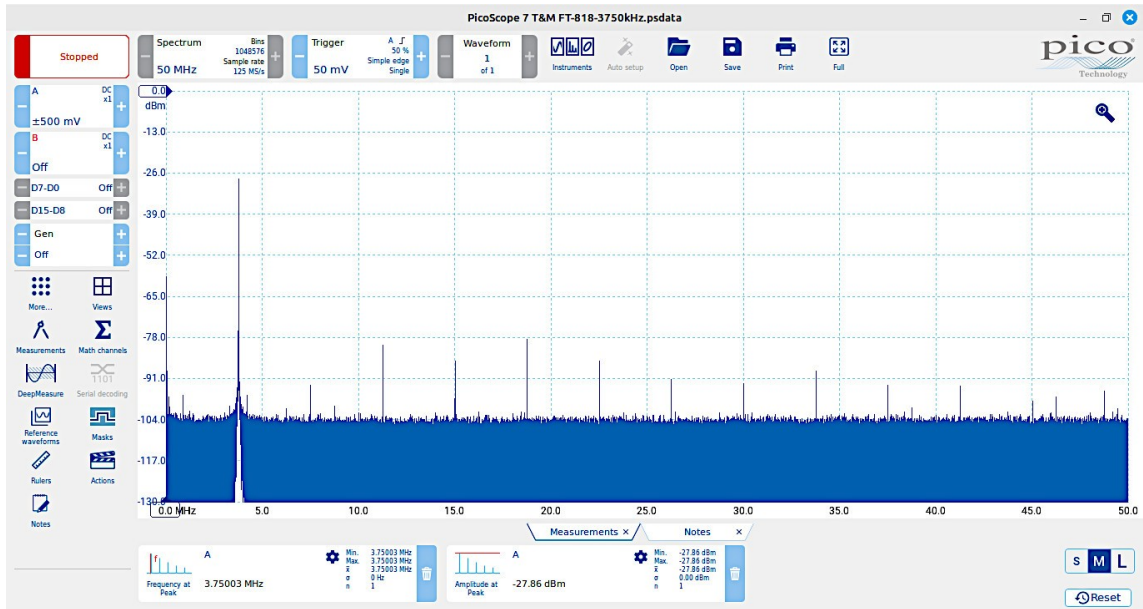 PicoScope 7 T&M FT-818-3750kHz.psdata
Stopped
Spectrum
50 MHz
Bins
1048576
Sample rate
125 MS/s
Trigger
50 mV
A
50 %
Simple edge
Single
Waveform
1
of 1
Instruments
Auto setup
Open
Save
Print
Full
pico
Technology
A
DC
x1
±500 mV
B
DC
x1
Off
D7-D0 Off
D15-D8 Off
Gen
Off
More...
Views
Measurements
Math channels
DeepMeasure
1101
Serial decoding
Reference
waveforms
Masks
Rulers
Actions
Notes
0.0
dBm
-13.0
-26.0
-39.0
-52.0
-65.0
-78.0
-91.0
-104.0
-117.0
-130.0
0.0 MHz 5.0 10.0 15.0 20.0 25.0 30.0 35.0 40.0 45.0 50.0
Measurements ×
Notes ×
f
Frequency at
Peak
A
3.75003 MHz
Min. 3.75003 MHz
Max. 3.75003 MHz
x̄ 3.75003 MHz
σ 0 Hz
n 1
Amplitude at
Peak
A
-27.86 dBm
Min. -27.86 dBm
Max. -27.86 dBm
x̄ -27.86 dBm
σ 0.00 dBm
n 1
S M L
Reset